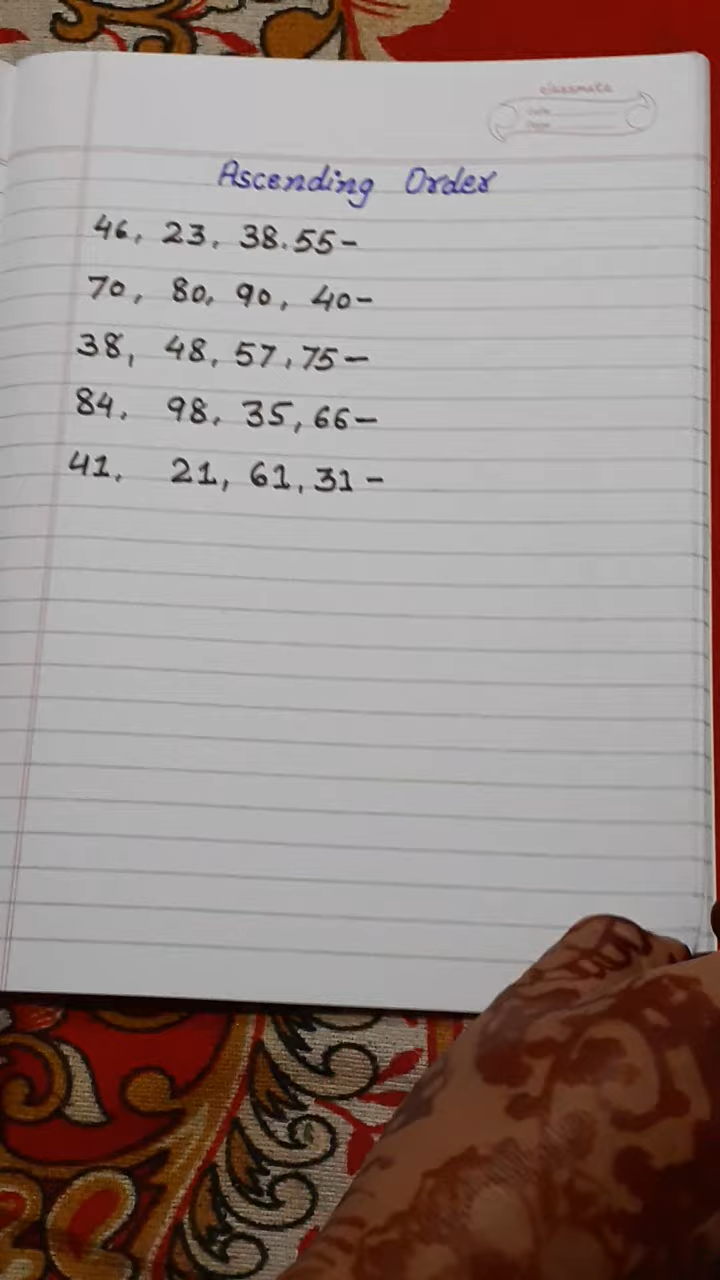 classmate
Ascending Order
46, 23, 38.55-
70, 80, 90, 40-
38, 48, 57, 75-
84, 98, 35, 66-
41, 21, 61, 31-